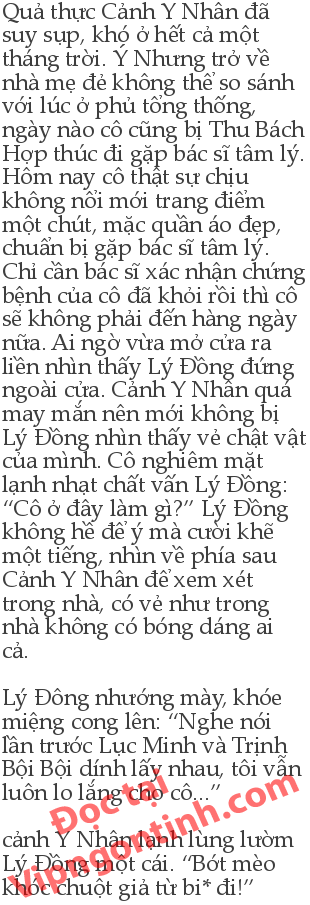 Quả thực Cảnh Y Nhân đã
suy sụp, khó ở hết cả một
tháng trời. Ý Nhưng trở về
nhà mẹ đẻ không thể so sánh
với lúc ở phủ tổng thống,
ngày nào cô cũng bị Thu Bách
Hợp thúc đi gặp bác sĩ tâm lý.
Hôm nay cô thật sự chịu
không nổi mới trang điểm
một chút, mặc quần áo đẹp,
chuẩn bị gặp bác sĩ tâm lý.
Chỉ cần bác sĩ xác nhận chứng
bệnh của cô đã khỏi rồi thì cô
sẽ không phải đến hàng ngày
nữa. Ai ngờ vừa mở cửa ra
liền nhìn thấy Lý Đồng đứng
ngoài cửa. Cảnh Y Nhân quá
may mắn nên mới không bị
Lý Đồng nhìn thấy vẻ chật vật
của mình. Cô nghiêm mặt
lạnh nhạt chất vấn Lý Đồng:
“Cô ở đây làm gì?” Lý Đồng
không hề để ý mà cười khẽ
một tiếng, nhìn về phía sau
Cảnh Y Nhân để xem xét
trong nhà, có vẻ như trong
nhà không có bóng dáng ai
cả.
Lý Đông nhướng mày, khóe
miệng cong lên: “Nghe nói
lần trước Lục Minh và Trịnh
Bội Bội dính lấy nhau, tôi vẫn
luôn lo lắng cho cô...”
cảnh Y Nhân lành lùng lườm
Lý Đồng một cái. “Bớt mèo
khóc chuột giả từ bi* đi!”
Đọc tại
Vipngontinh.com